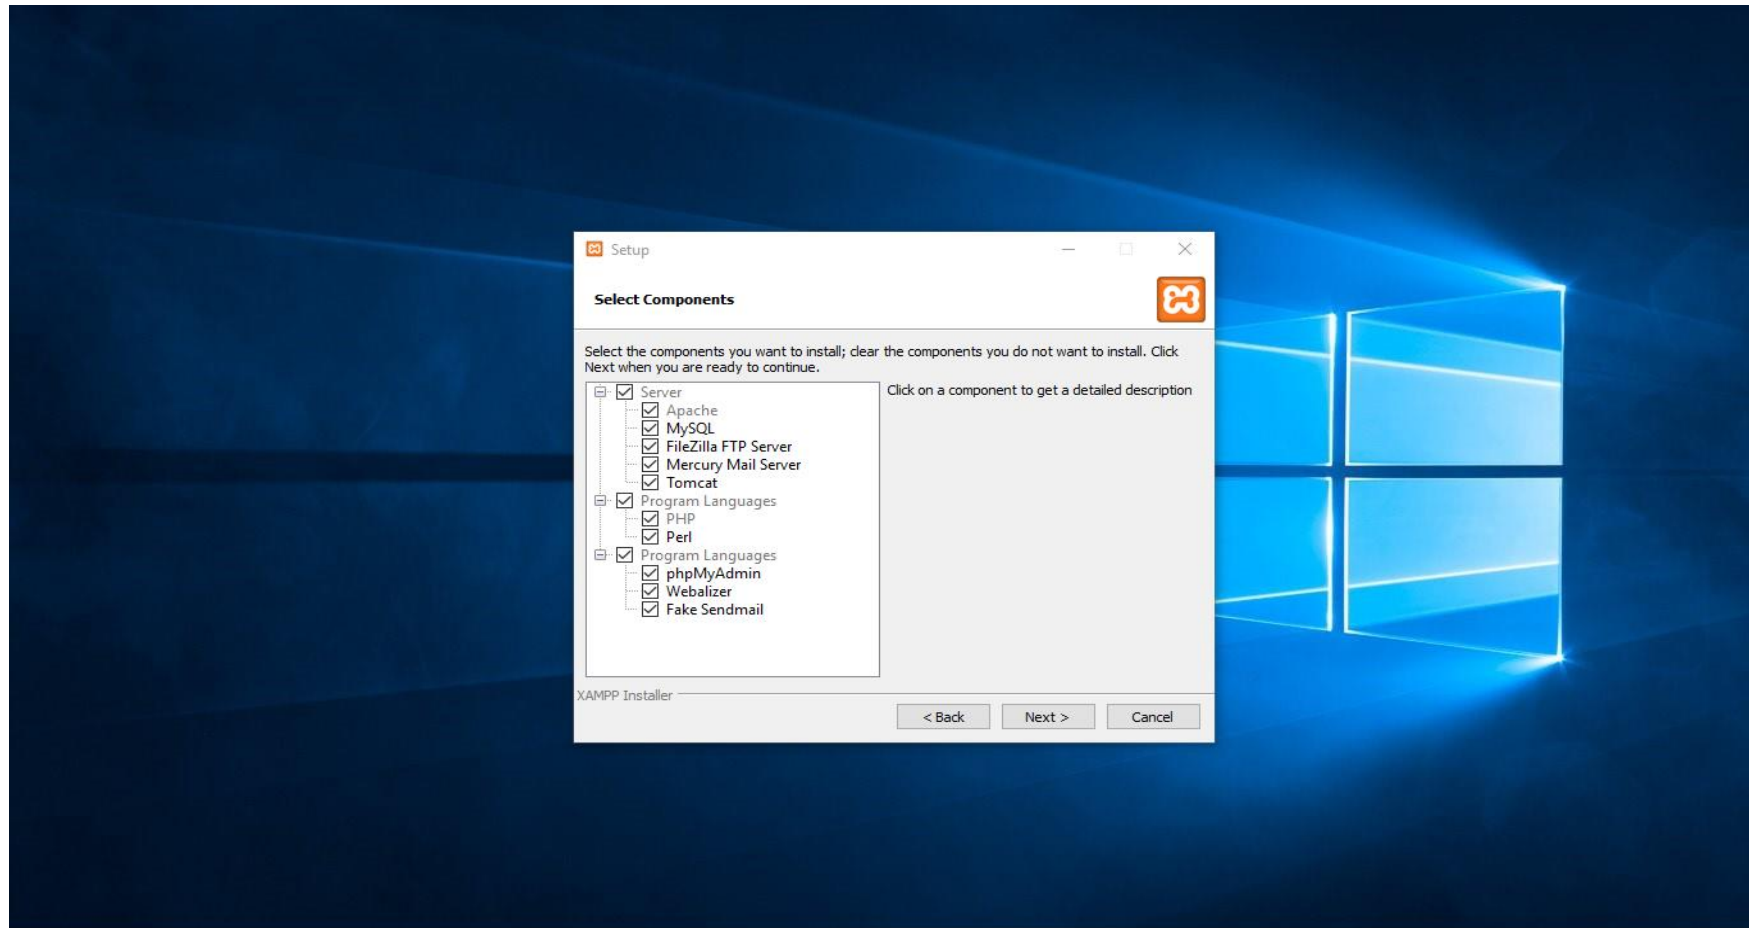 Setup
Select Components
Select the components you want to install; clear the components you do not want to install. Click
Next when you are ready to continue.
Server
Apache
MySQL
FileZilla FTP Server
Mercury Mail Server
Tomcat
Program Languages
PHP
Perl
Program Languages
phpMyAdmin
Webalizer
Fake Sendmail
Click on a component to get a detailed description
XAMPP Installer
< Back
Next >
Cancel